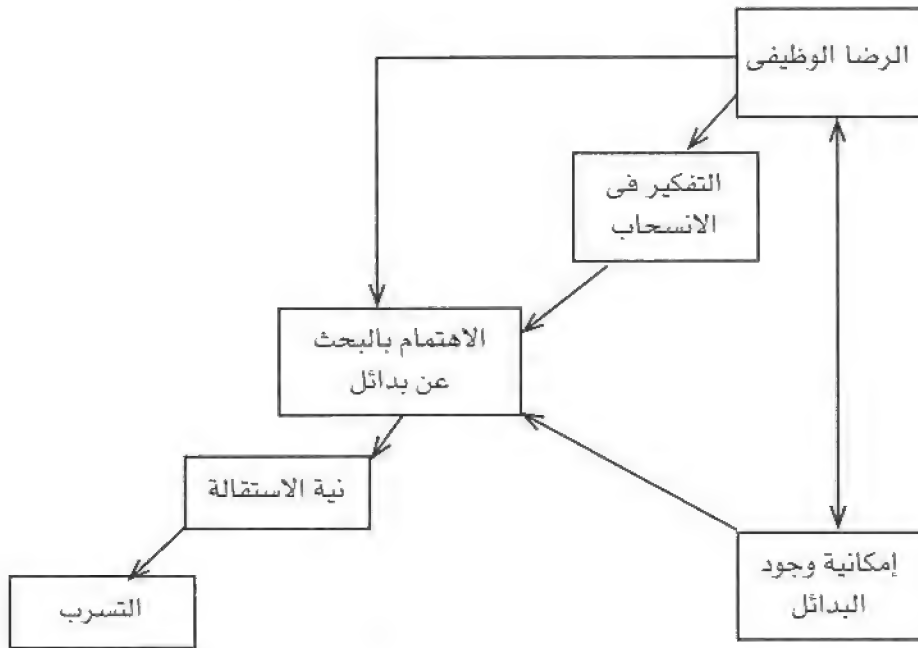 الرضا الوظيفى
التفكير فى
الانسحاب
الاهتمام بالبحث
عن بدائل
نية الاستقالة
إمكانية وجود
البدائل
التسرب